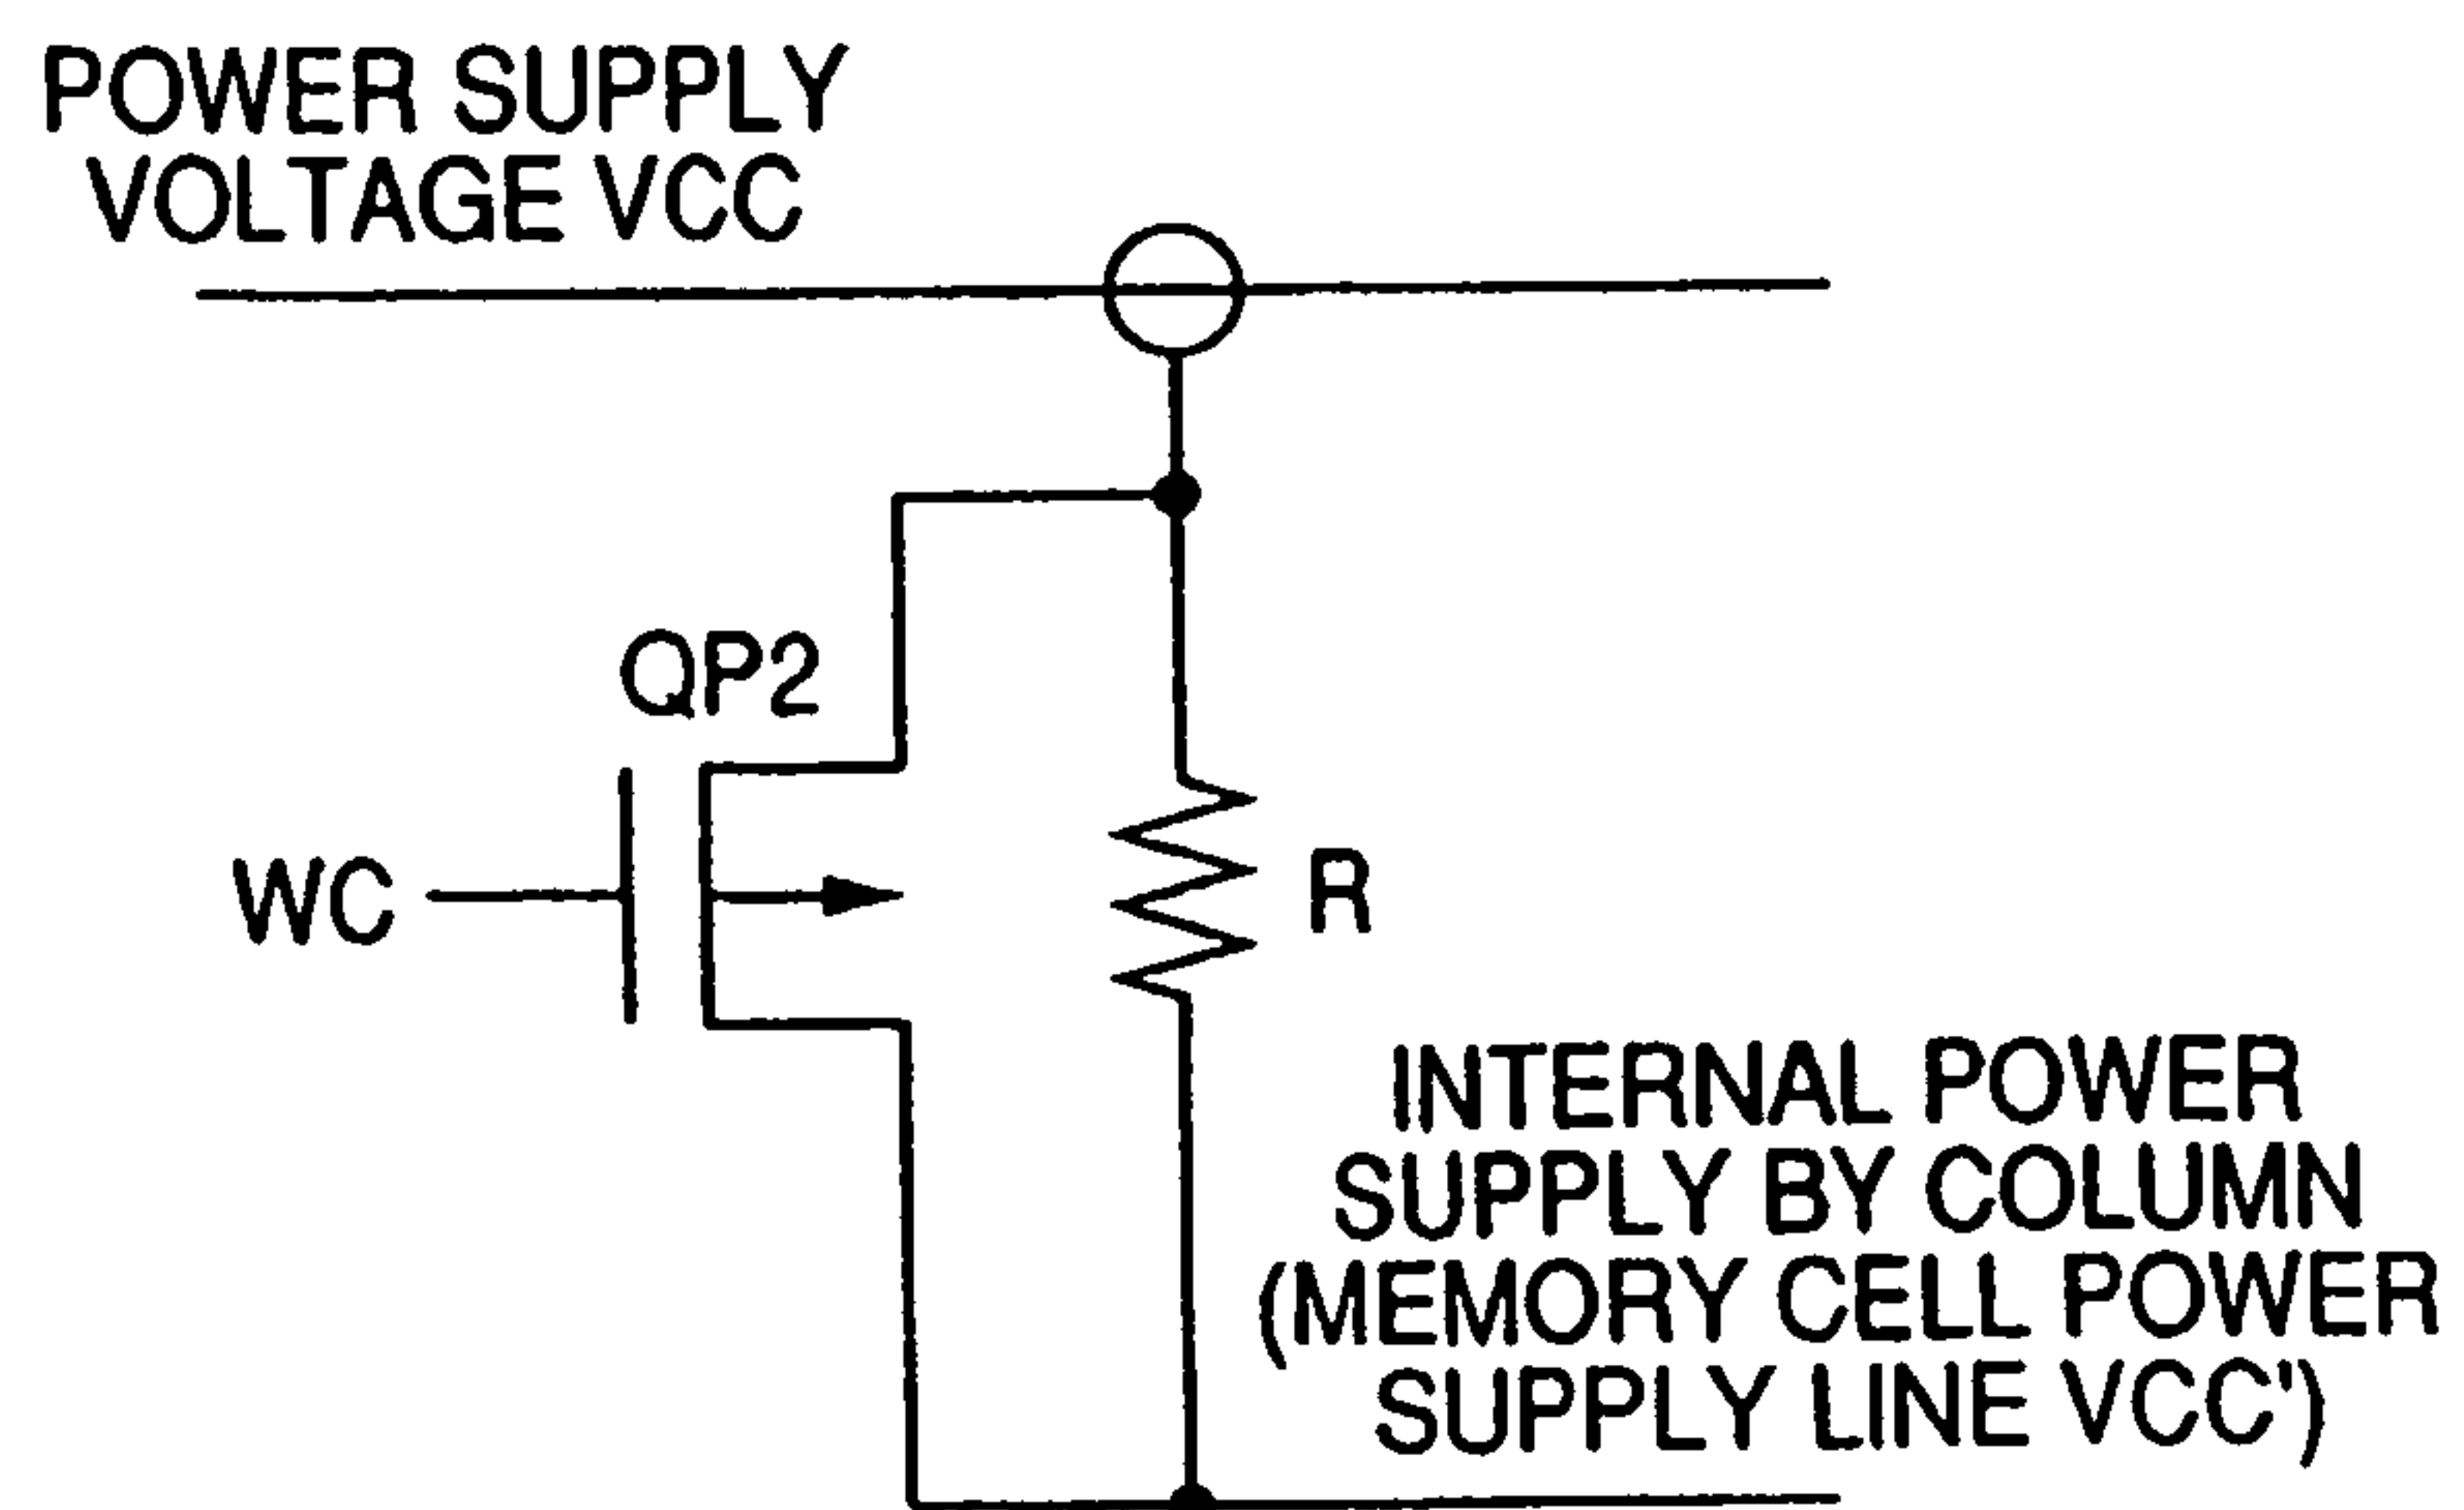 POWER SUPPLY
VOLTAGE VCC
QP2
WC
R
INTERNAL POWER
SUPPLY BY COLUMN
(MEMORY CELL POWER
SUPPLY LINE VCC')